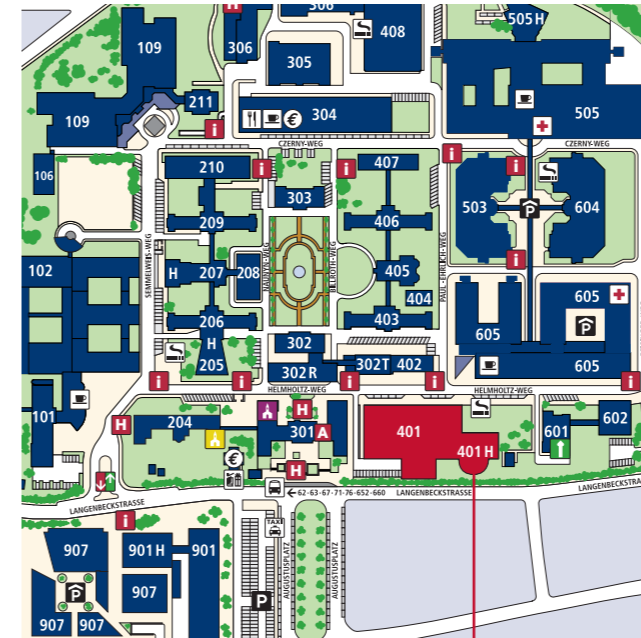 306
505 H
109
306
408
305
211
304
€
505
109
i
CZERNY-WEG
CZERNY-WEG
106
210
i
i
407
i
i
303
503
P
604
209
406
SEMMELWEIS-WEG
102
H
207
208
BILLROTH-WEG
405
404
PAUL-EHRLICH-WEG
i
605
P
206
403
605
H
205
302
302 R
302T
402
605
i
i
i
i
i
HELMHOLTZ-WEG
HELMHOLTZ-WEG
101
H
204
H
301
A
401
401 H
601
602
€
H
←62-63-67-71-76-652-660
LANGENBECKSTRASSE
LANGENBECKSTRASSE
LANGENBECKSTRASSE
i
TAXI
907
901 H
901
AUGUSTUSPLATZ
AUGUSTUSPLATZ
P
907
P
907
907